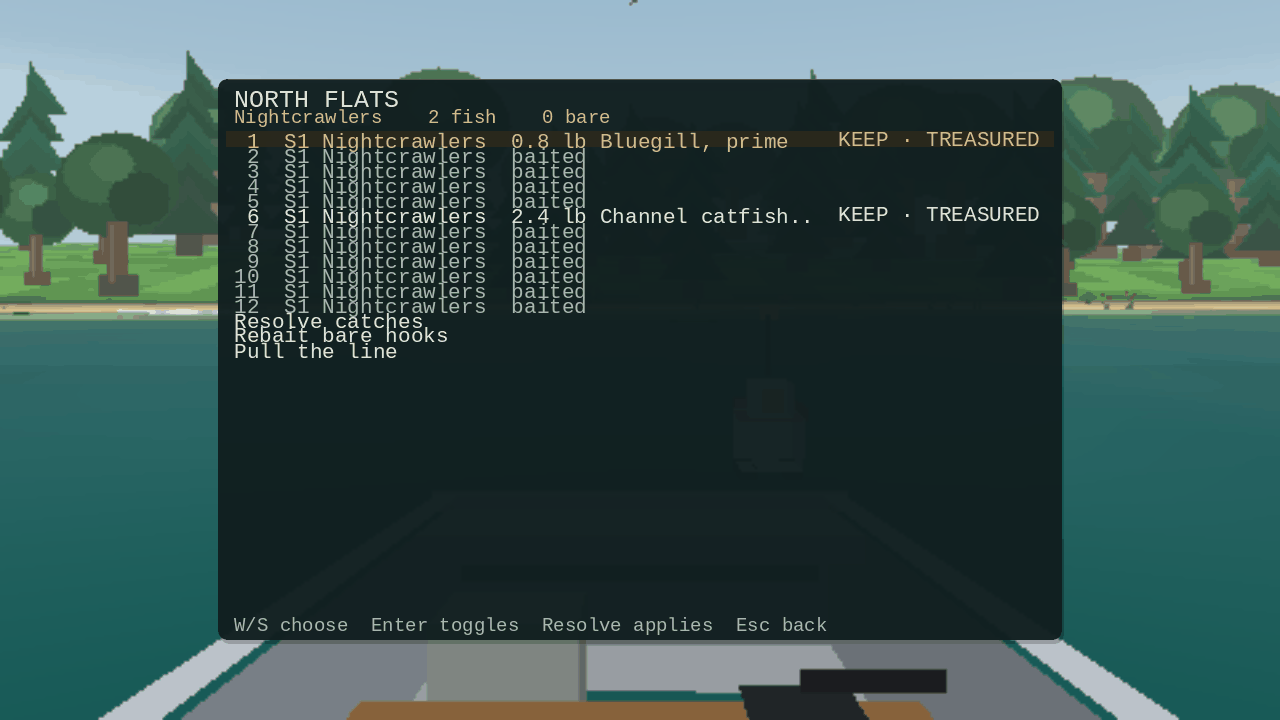 NORTH FLATS
Nightcrawlers 2 fish 0 bare
1 S1 Nightcrawlers 0.8 lb Bluegill, prime KEEP · TREASURED
2 S1 Nightcrawlers baited
3 S1 Nightcrawlers baited
4 S1 Nightcrawlers baited
5 S1 Nightcrawlers baited
6 S1 Nightcrawlers 2.4 lb Channel catfish.. KEEP · TREASURED
7 S1 Nightcrawlers baited
8 S1 Nightcrawlers baited
9 S1 Nightcrawlers baited
10 S1 Nightcrawlers baited
11 S1 Nightcrawlers baited
12 S1 Nightcrawlers baited
Resolve catches
Rebait bare hooks
Pull the line
W/S choose Enter toggles Resolve applies Esc back